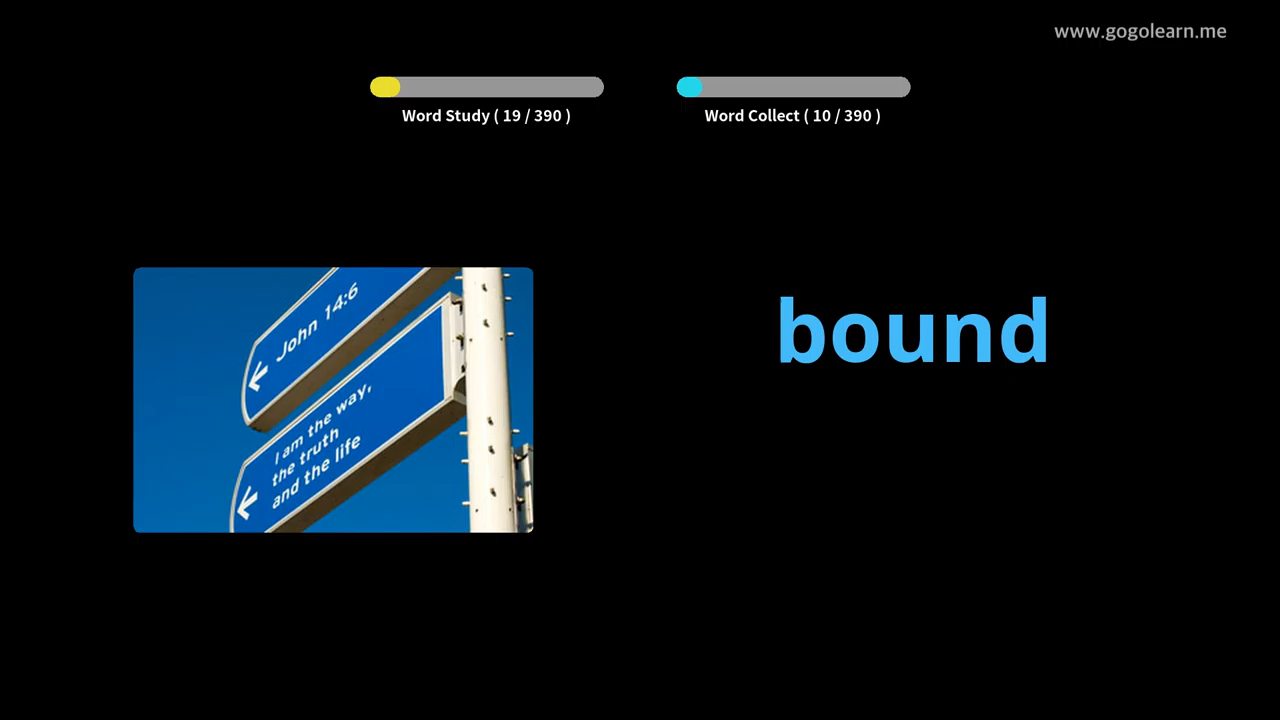 www.gogolearn.me
Word Study ( 19 / 390 )
Word Collect ( 10 / 390 )
John 14:6
I am the way,
the truth
and the life
bound